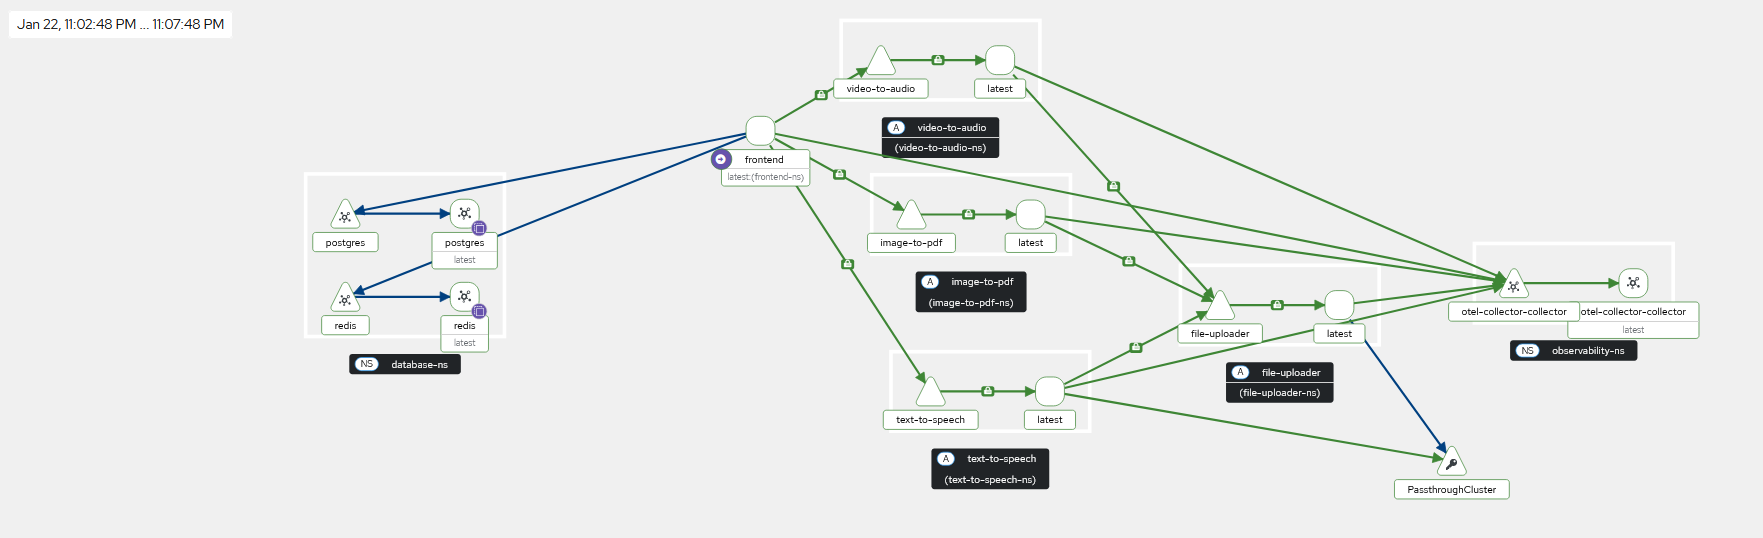 Jan 22, 11:02:48 PM ... 11:07:48 PM
video-to-audio
latest
A video-to-audio
(video-to-audio-ns)
frontend
latest:(frontend-ns)
postgres
postgres
latest
redis
redis
latest
NS database-ns
image-to-pdf
latest
A image-to-pdf
(image-to-pdf-ns)
file-uploader
latest
A file-uploader
(file-uploader-ns)
otel-collector-collector
otel-collector-collector
latest
NS observability-ns
text-to-speech
latest
A text-to-speech
(text-to-speech-ns)
PassthroughCluster